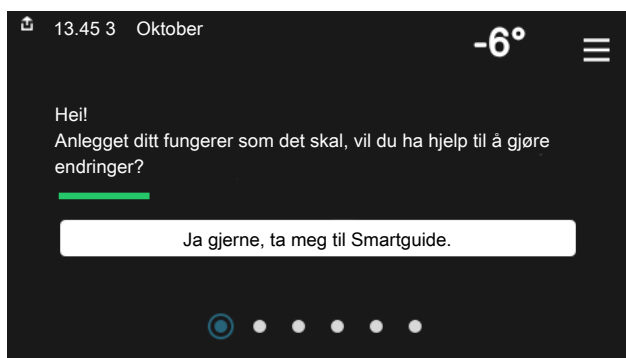 13.45 3 Oktober
-6°
Hei!
Anlegget ditt fungerer som det skal, vil du ha hjelp til å gjøre
endringer?
Ja gjerne, ta meg til Smartguide.